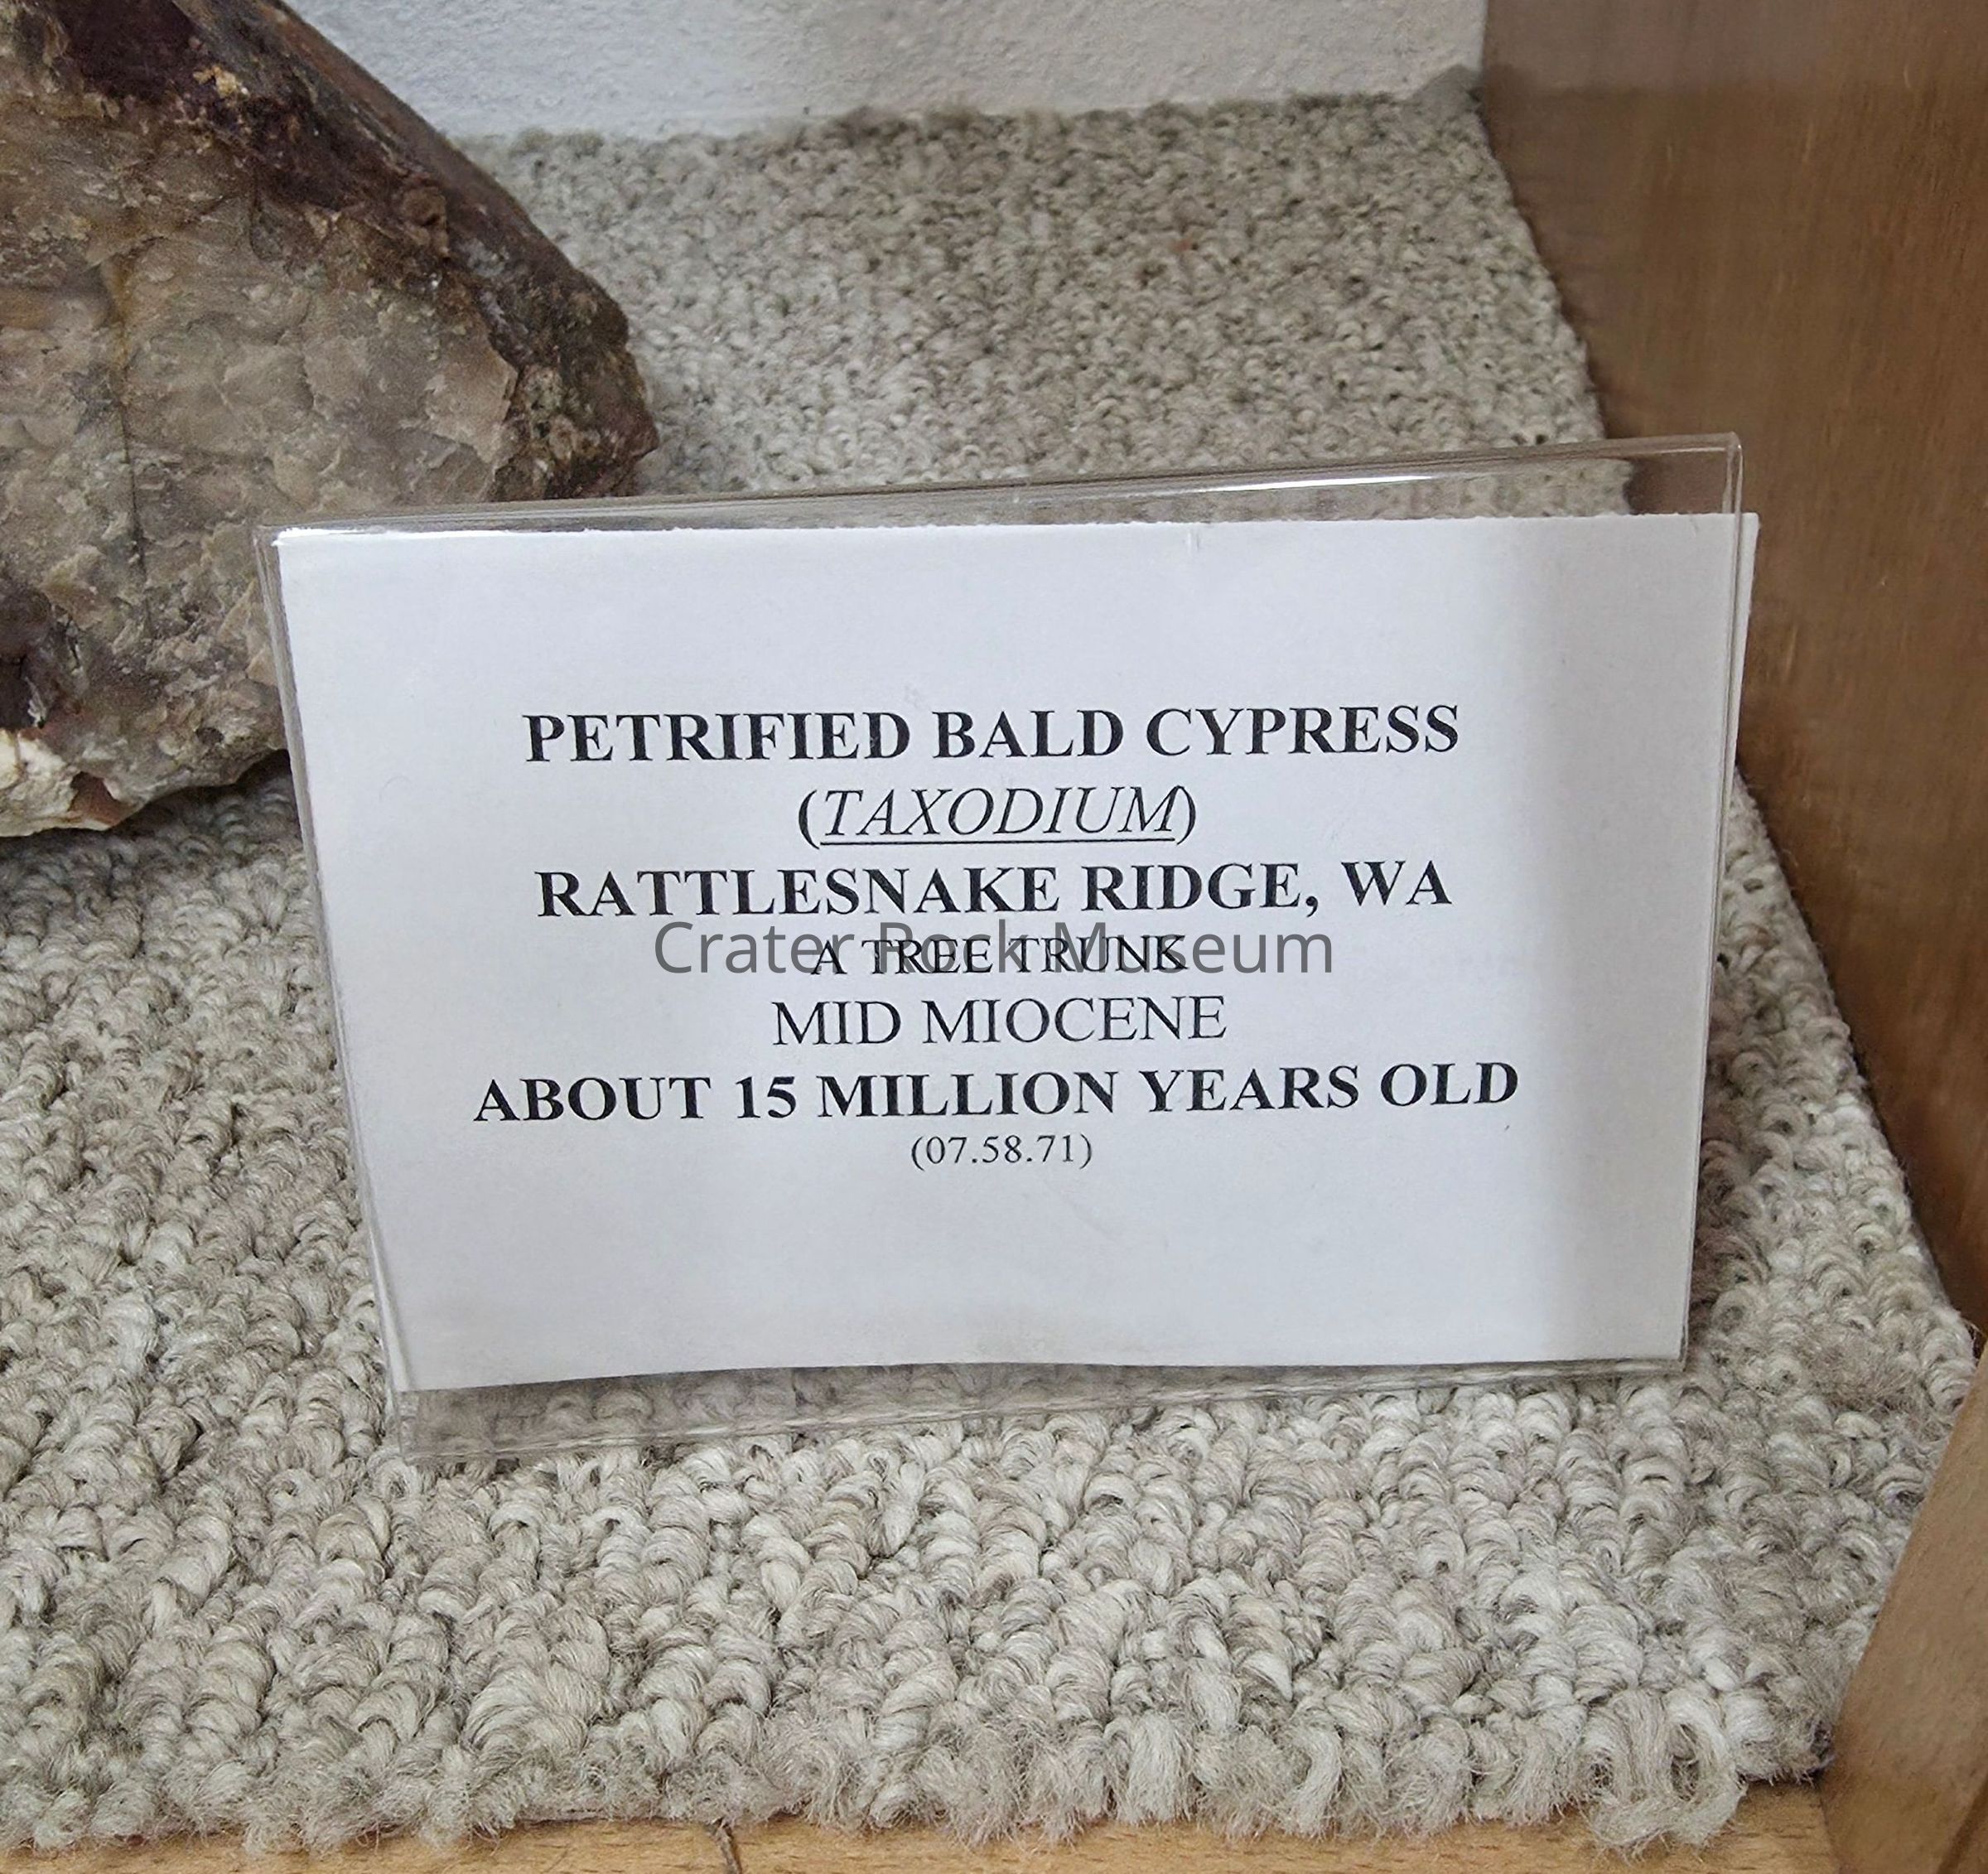 PETRIFIED BALD CYPRESS
(TAXODIUM)
RATTLESNAKE RIDGE, WA
A TREE TRUNK
Crater Rock Museum
MID MIOCENE
ABOUT 15 MILLION YEARS OLD
(07.58.71)